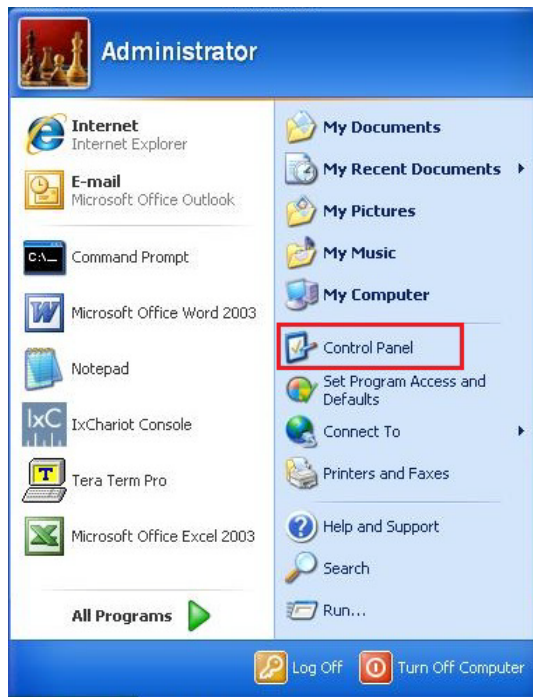 Administrator
Internet
Internet Explorer
E-mail
Microsoft Office Outlook
C:\_
Command Prompt
W
Microsoft Office Word 2003
Notepad
IxC
IxChariot Console
T
Tera Term Pro
X
Microsoft Office Excel 2003
All Programs
My Documents
My Recent Documents
My Pictures
My Music
My Computer
Control Panel
Set Program Access and
Defaults
Connect To
Printers and Faxes
Help and Support
Search
Run...
Log Off
Turn Off Computer